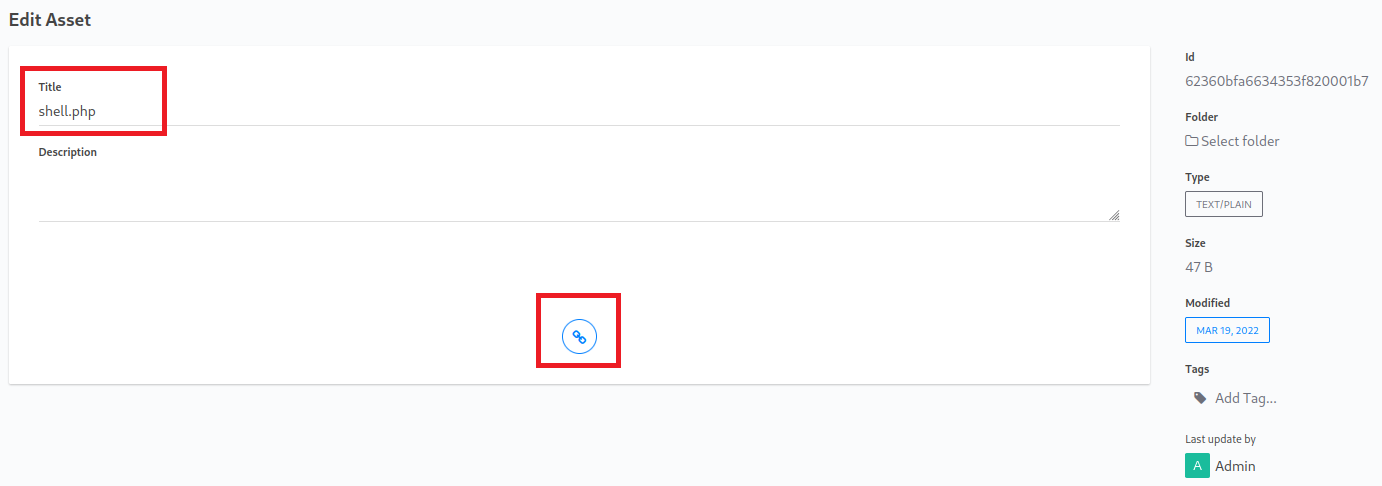 Edit Asset
Title
shell.php
Description
Id
62360bfa6634353f820001b7
Folder
Select folder
Type
TEXT/PLAIN
Size
47 B
Modified
MAR 19, 2022
Tags
Add Tag...
Last update by
A Admin